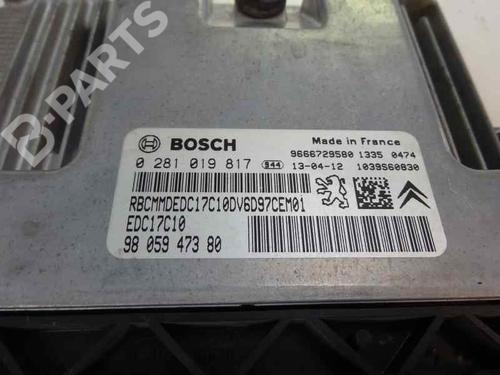 B-PARTS
BOSCH
Made in France
0 281 019 817 944
9666729580 1335 0474
13-04-12 1039S60830
RBCMMDEDC17C10DV6D97CEM01
EDC17C10
98 059 473 80